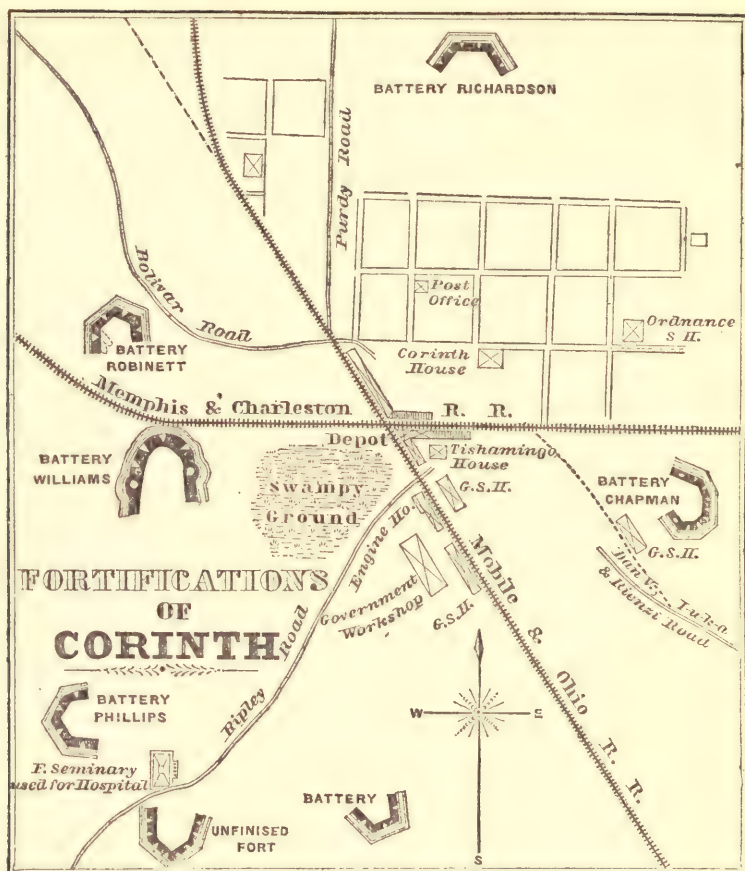 BATTERY RICHARDSON
Purdy Road
Bolivar Road
Post
Office
Ordnance
S H.
Corinth
House
BATTERY
ROBINETT
Memphis & Charleston R. R.
Depot
Tishamingo
House
BATTERY
WILLIAMS
Swampy
Ground
G.S.H.
BATTERY
CHAPMAN
Engine Ho.
G.S.H.
FORTIFICATIONS
OF
CORINTH
Government
Workshop
G.S.H.
Mobile & Ohio R. R.
& Rienzi Road
Ripley Road
W
E
S
BATTERY
PHILLIPS
F. Seminary
used for Hospital
BATTERY
UNFINISED
FORT